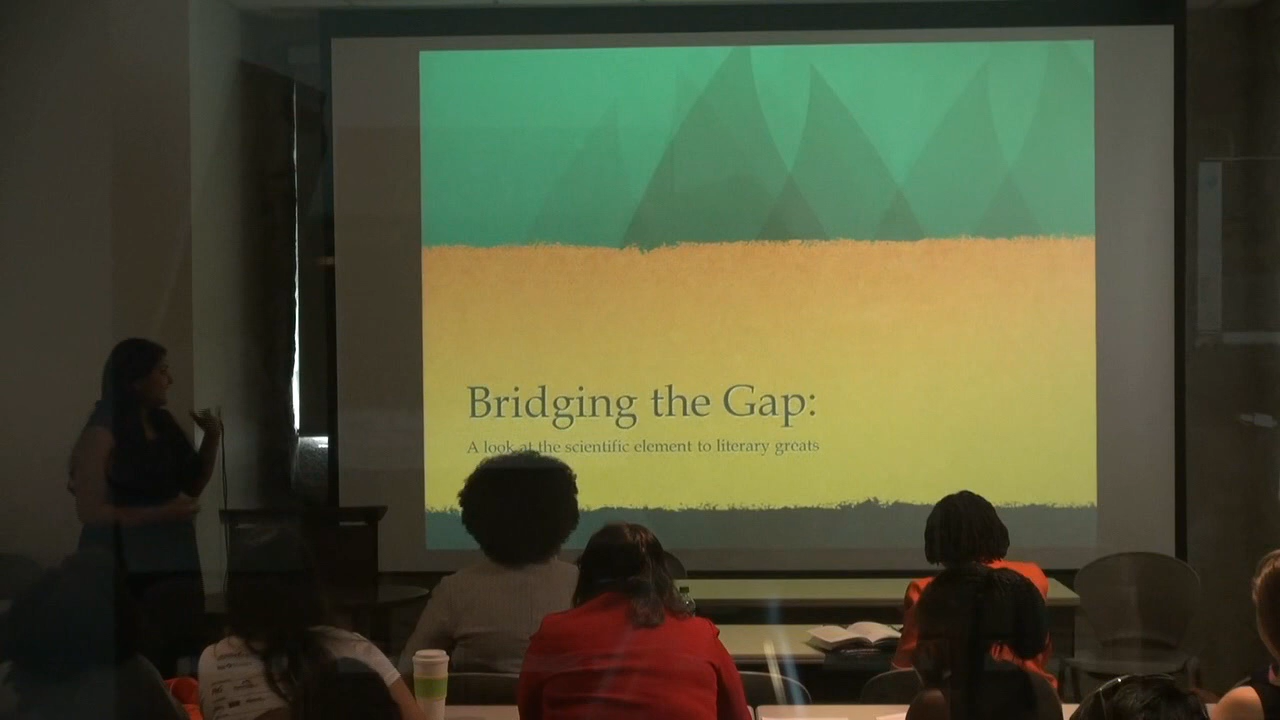 Bridging the Gap:
A look at the scientific element to literary greats